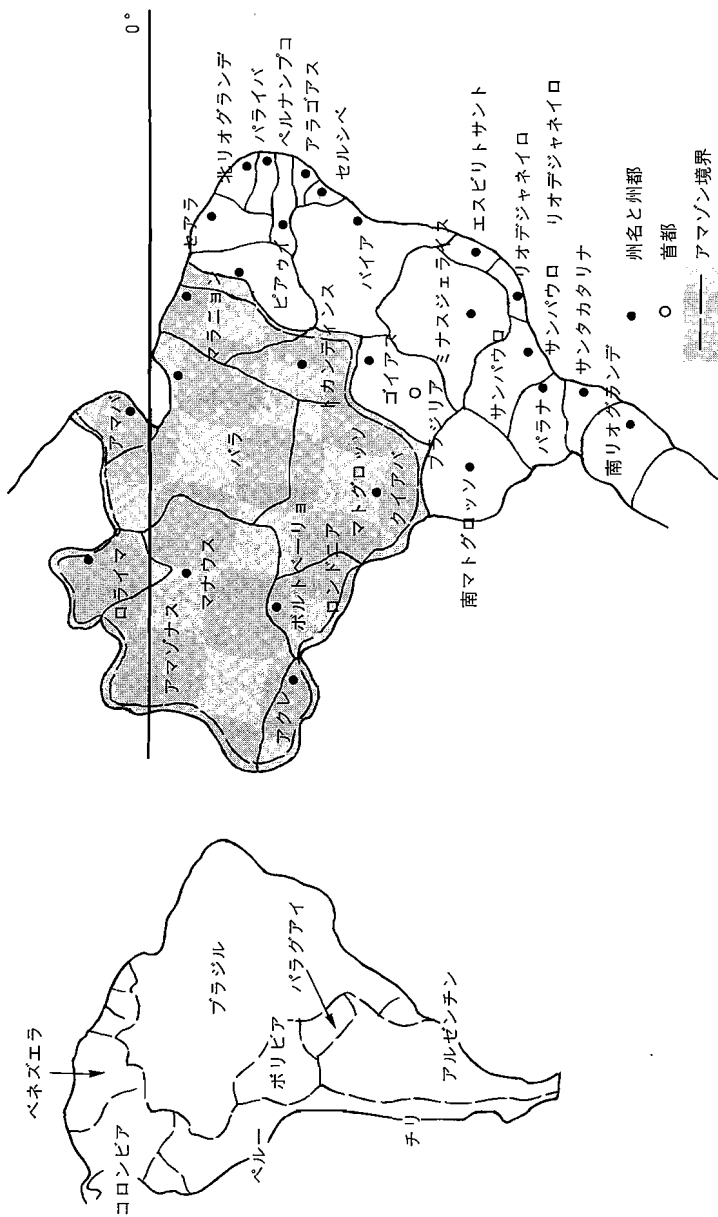 ベネズエラ
コロンビア
ブラジル
ペルー
ボリビア
パラグアイ
チリ
アルゼンチン
0°
ロライマ
アマパ
アマゾナス
マナウス
パラ
マラニョン
セアラ
北リオグランデ
パライバ
ペルナンブコ
アラゴアス
セルシペ
ピアウイ
アクレ
ポルトベーリョ
ロンドニア
マトグロッソ
クイアバ
トカンティンス
バイア
ゴイアス
ブラジリア
ミナスジェライス
エスピリトサント
南マトグロッソ
サンパウロ
リオデジャネイロ
リオデジャネイロ
サンパウロ
パラナ
サンタカタリナ
南リオグランデ
州名と州都
首都
アマゾン境界